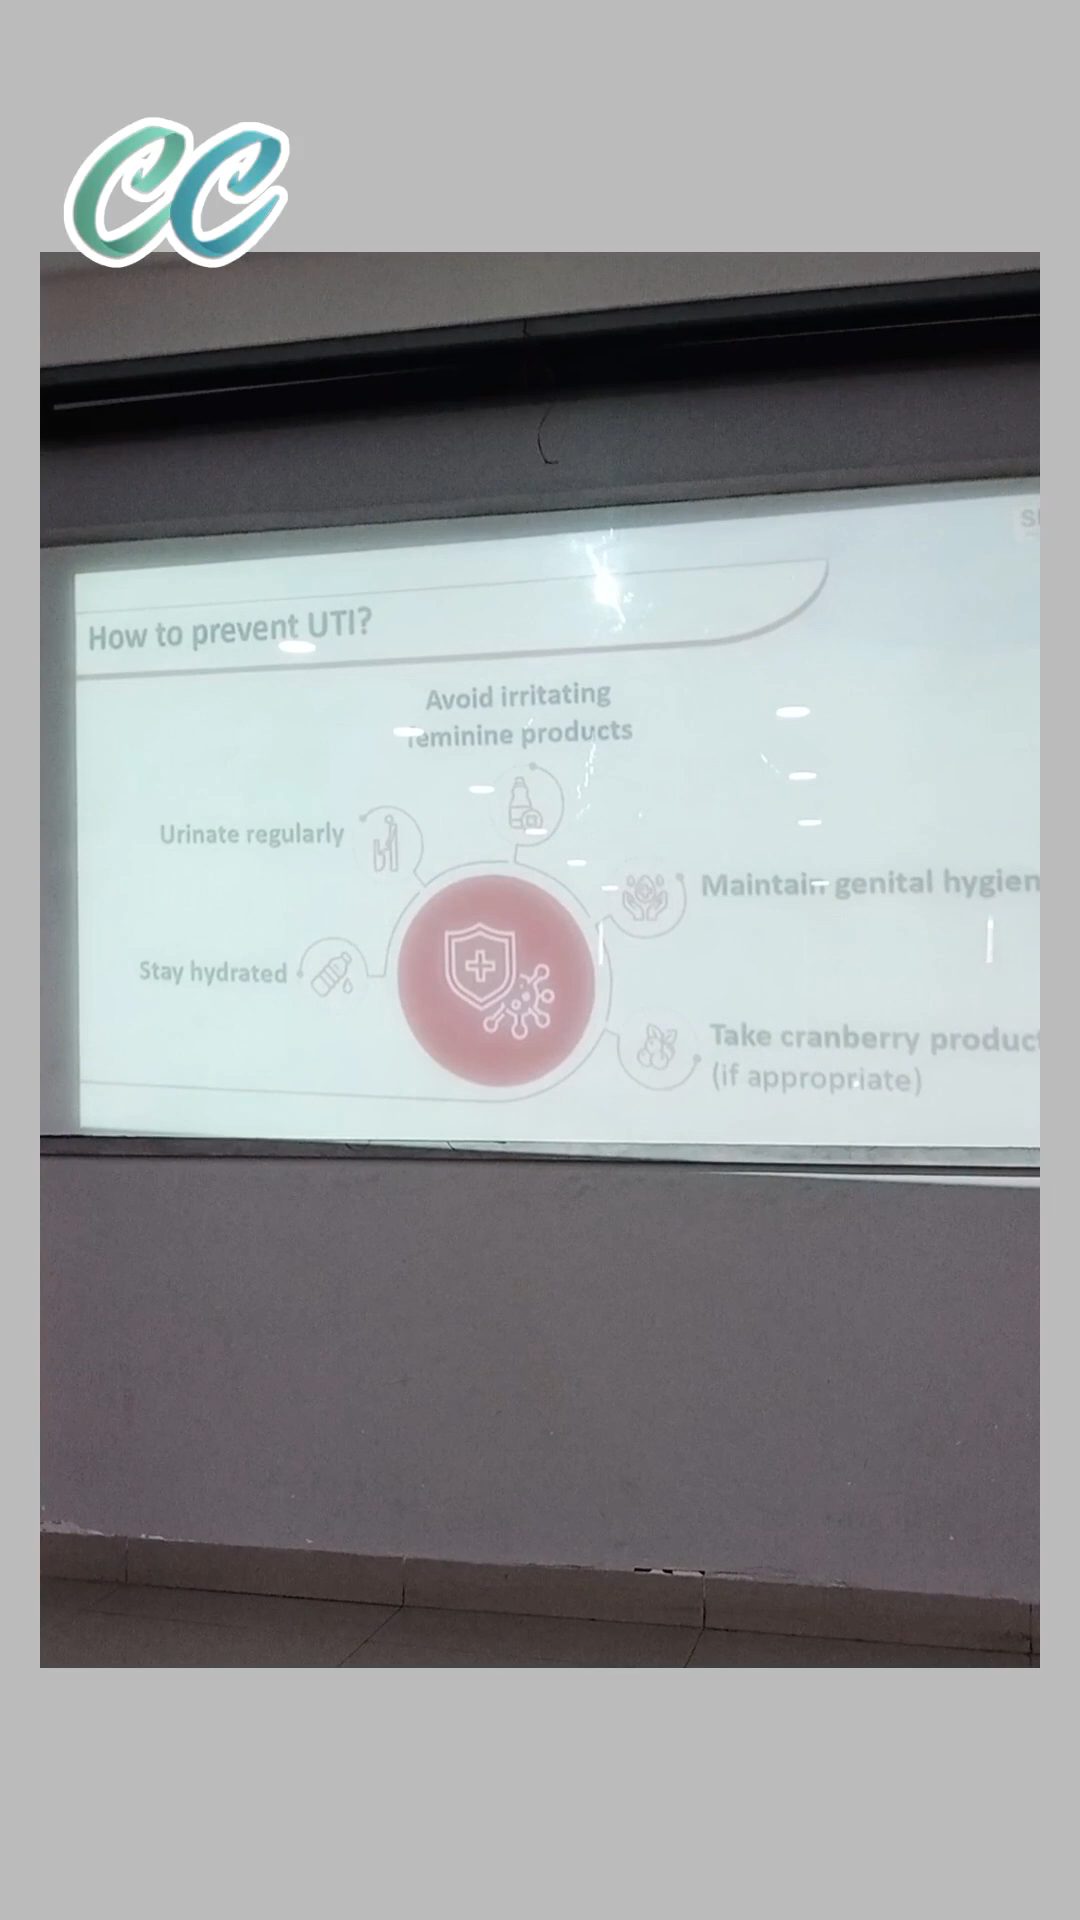 CC
How to prevent UTI?
Avoid irritating
feminine products
Urinate regularly
Maintain genital hygien
Stay hydrated
Take cranberry produc
(if appropriate)